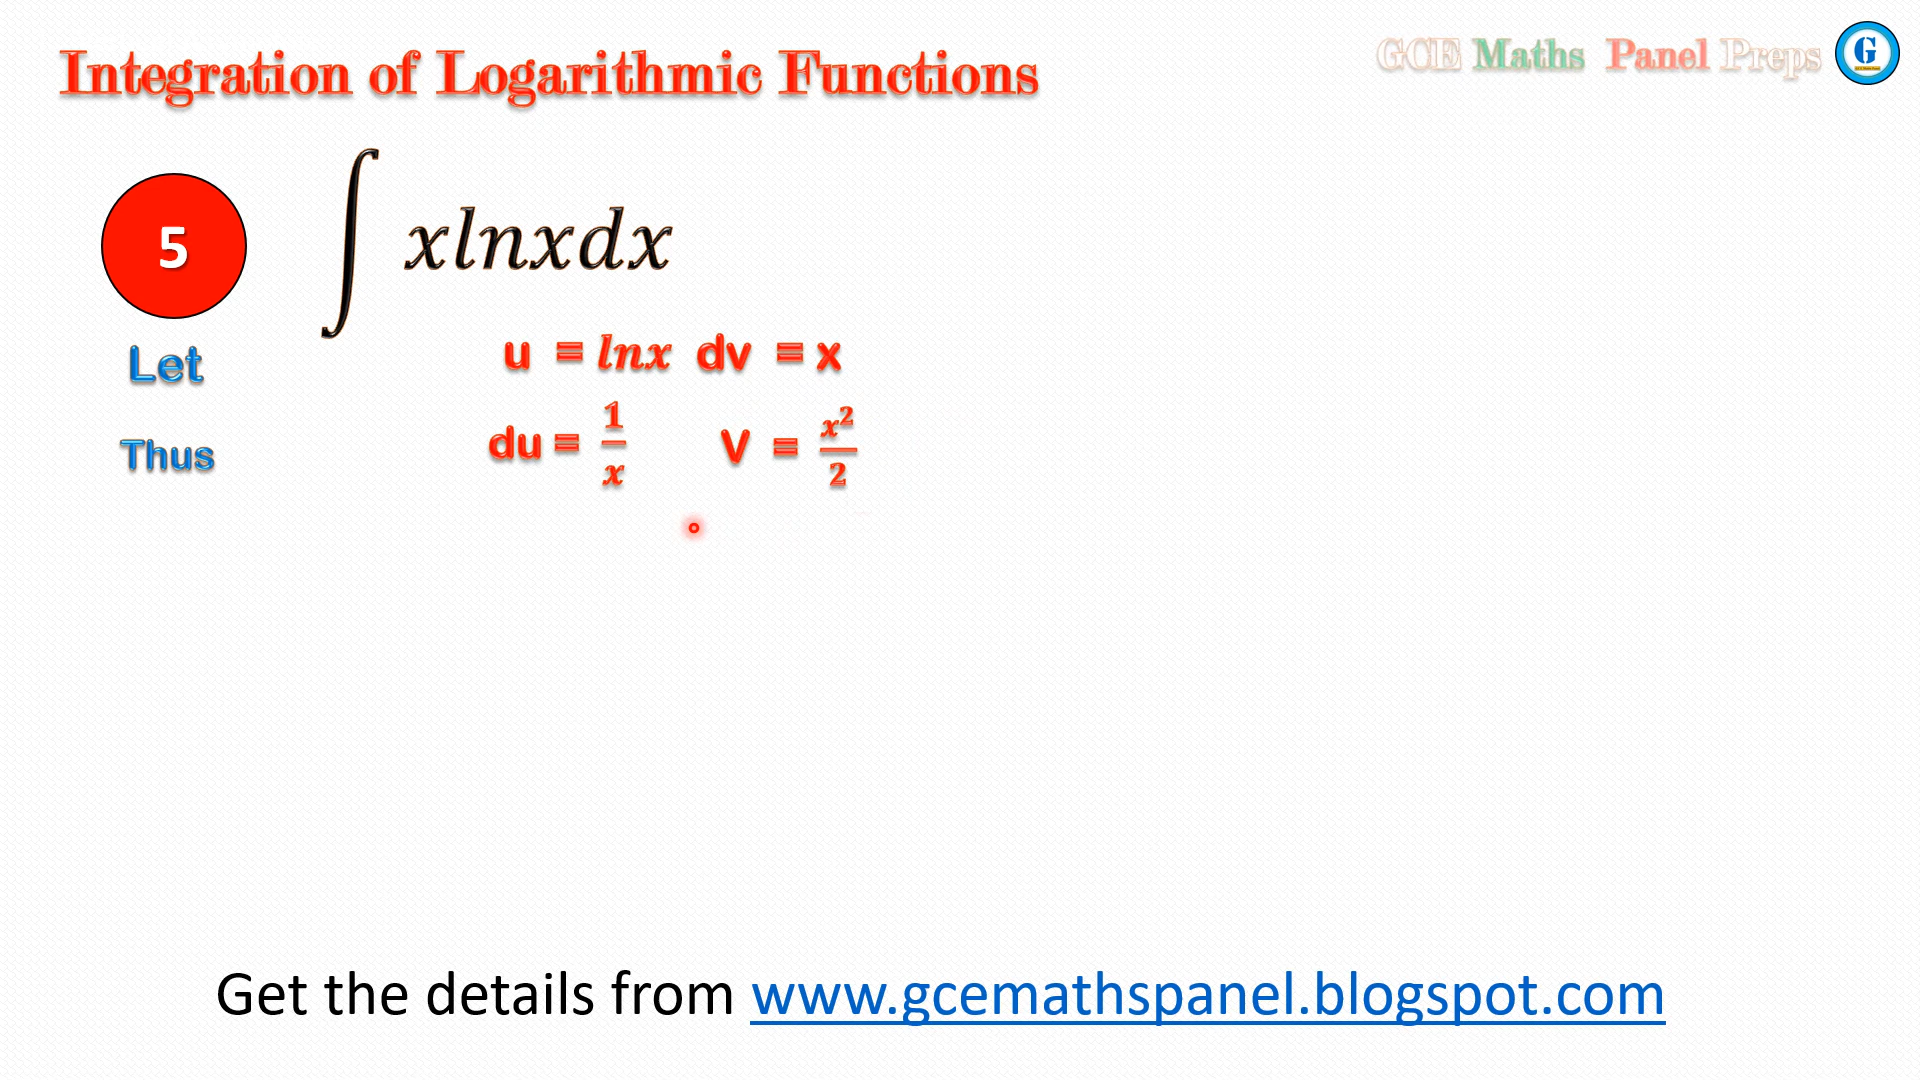 Integration of Logarithmic Functions
GCE Maths Panel Preps
G
5
∫ xlnxdx
Let u = lnx dv = x
Thus du = 1/x V = x²/2
Get the details from www.gcemathspanel.blogspot.com